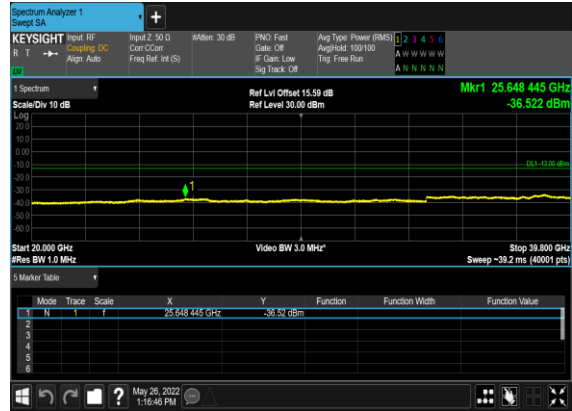 Spectrum Analyzer 1
Swept SA
+
KEYSIGHT
R T
LW
Input: RF
Coupling: DC
Align: Auto
Input Z: 50 Ω
Corr CCorr
Freq Ref: Int (S)
#Atten: 30 dB
PNO: Fast
Gate: Off
IF Gain: Low
Sig Track: Off
Avg Type: Power (RMS)
Avg|Hold: 100/100
Trig: Free Run
1 2 3 4 5 6
A W W W W W
A N N N N N
1 Spectrum
Scale/Div 10 dB
Ref Lvl Offset 15.59 dB
Ref Level 30.00 dBm
Mkr1 25.648 445 GHz
-36.522 dBm
Log
20.0
10.0
0.00
-10.0
-20.0
-30.0
-40.0
-50.0
-60.0
DL1 -13.00 dBm
1
Start 20.000 GHz
#Res BW 1.0 MHz
Video BW 3.0 MHz*
Stop 39.800 GHz
Sweep ~39.2 ms (40001 pts)
5 Marker Table
Mode Trace Scale X Y Function Function Width Function Value
1 N 1 f 25.648 445 GHz -36.52 dBm
2
3
4
5
6
?
May 26, 2022
1:16:46 PM